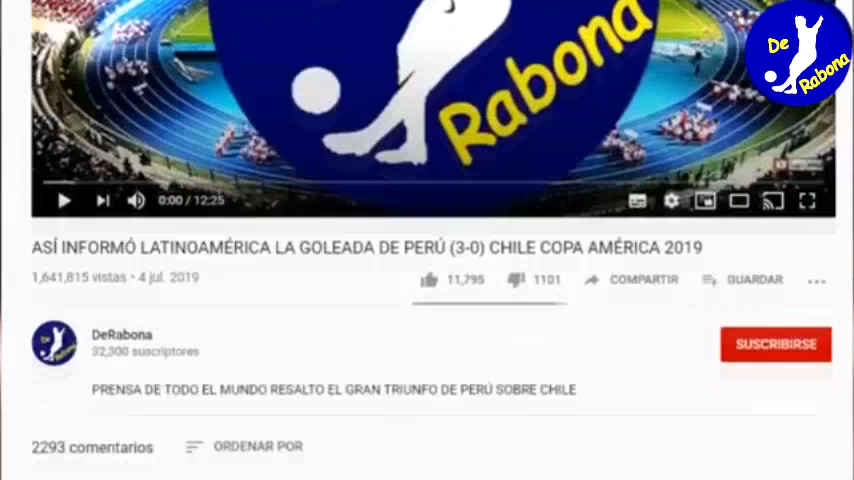 De
Rabona
Rabona
0:00 / 12:25
ASÍ INFORMÓ LATINOAMÉRICA LA GOLEADA DE PERÚ (3-0) CHILE COPA AMÉRICA 2019
1,641,815 vistas • 4 jul. 2019
11,795
1101
COMPARTIR
GUARDAR
De
Rabona
DeRabona
32,300 suscriptores
SUSCRIBIRSE
PRENSA DE TODO EL MUNDO RESALTO EL GRAN TRIUNFO DE PERÚ SOBRE CHILE
2293 comentarios
ORDENAR POR